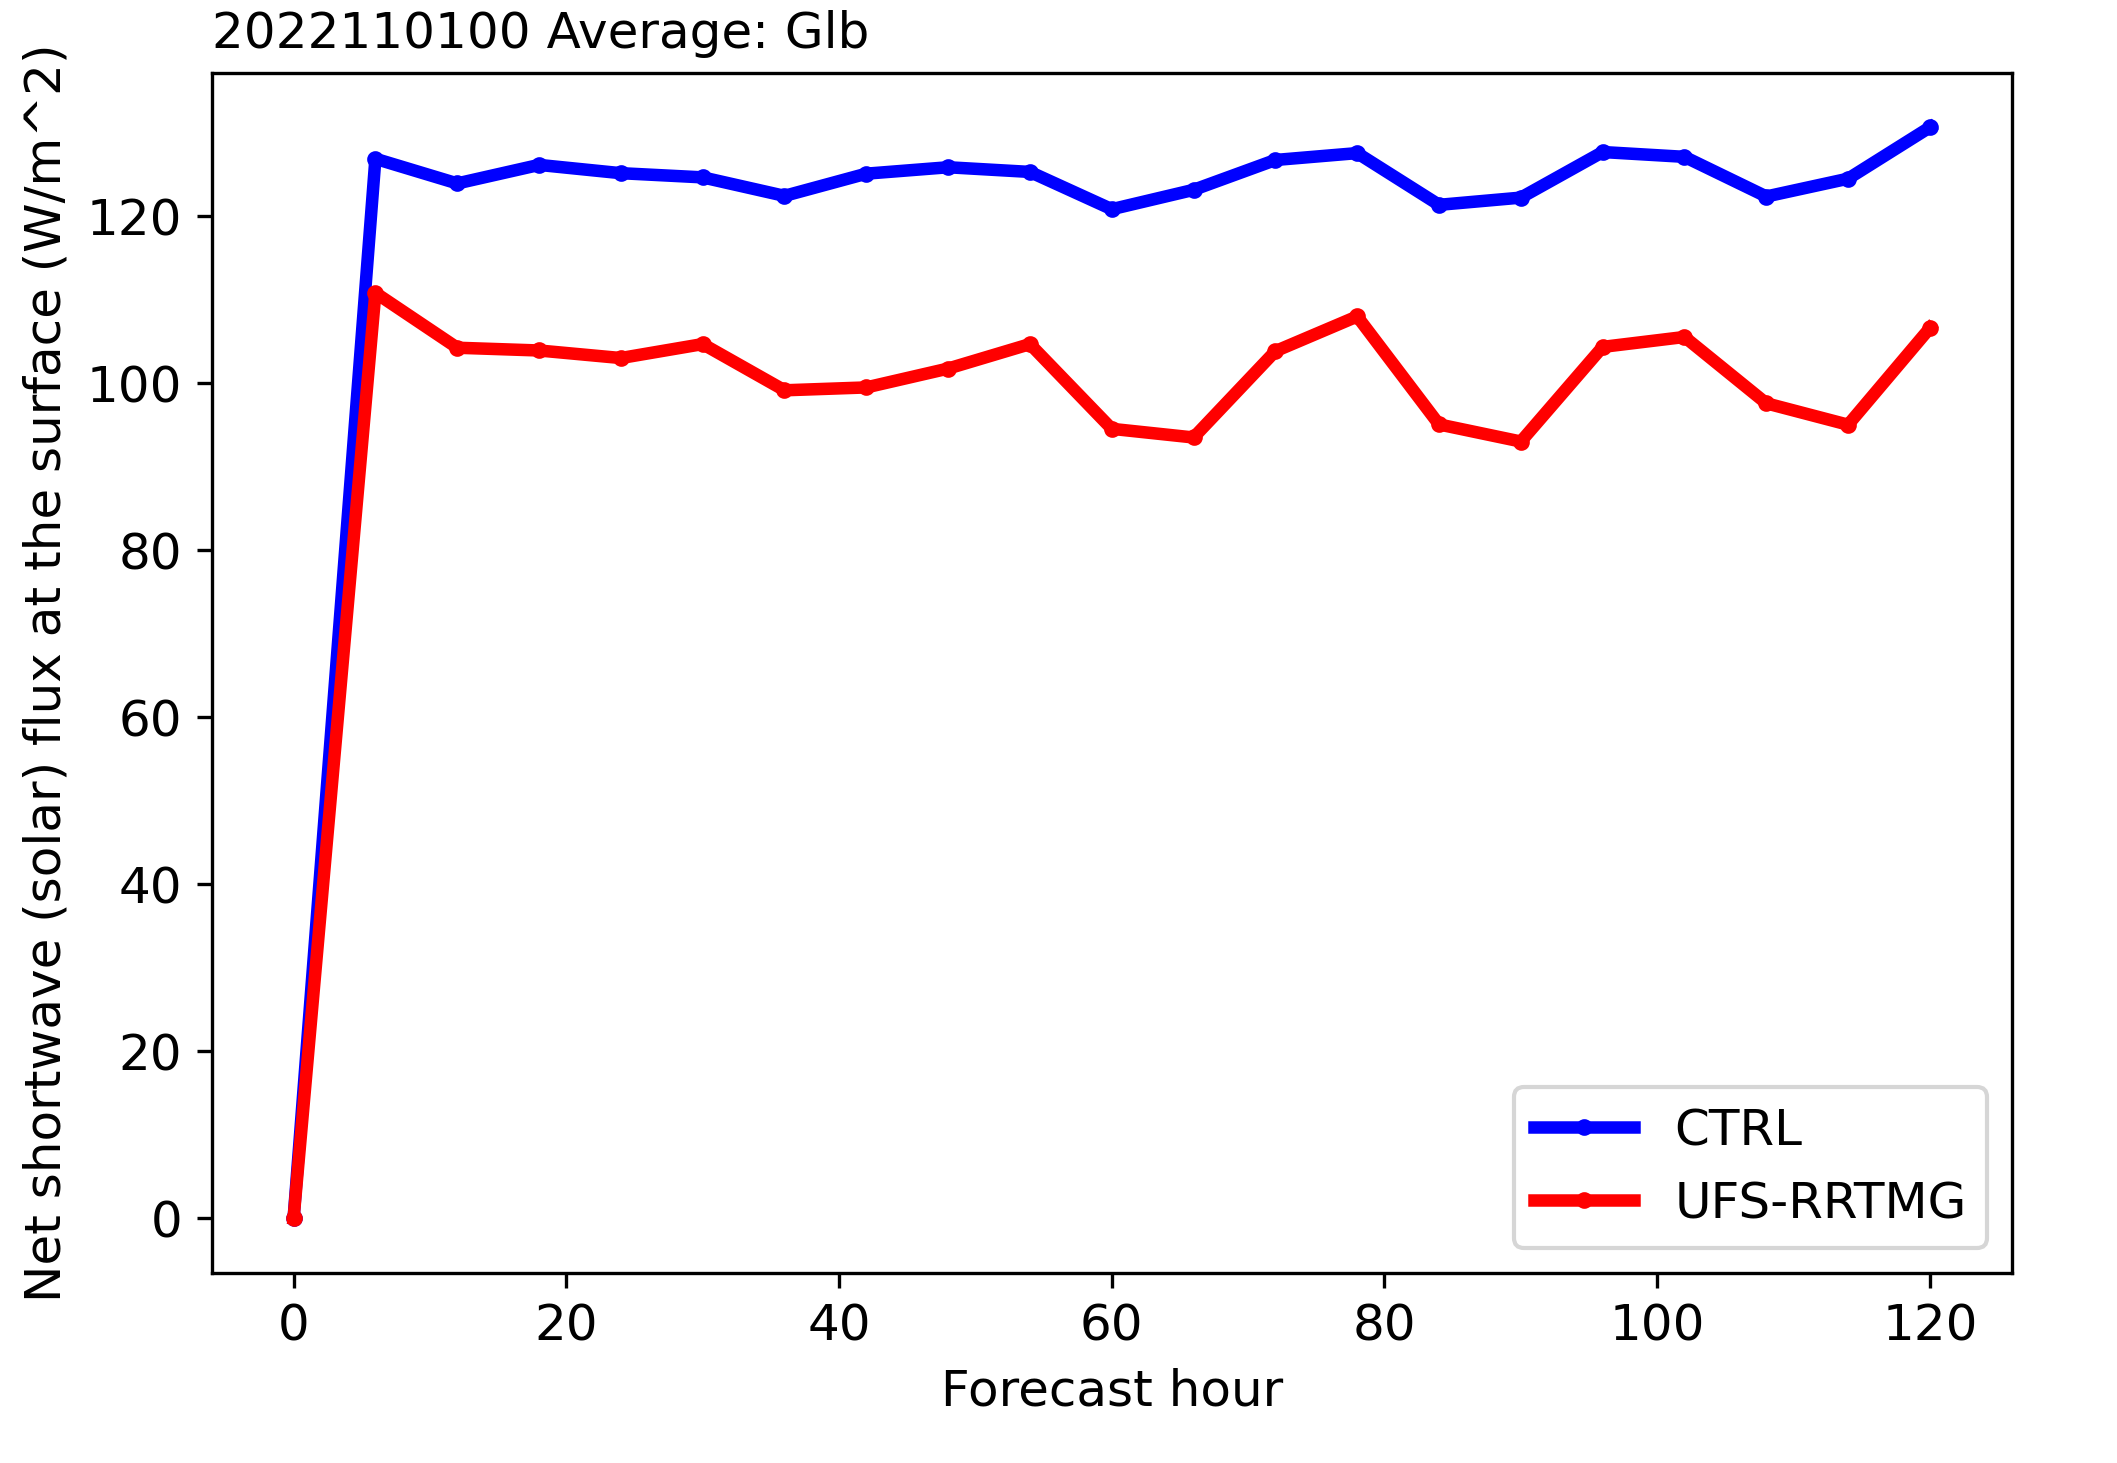 2022110100 Average: Glb
Net shortwave (solar) flux at the surface (W/m^2)
120
100
80
60
40
20
0
CTRL
UFS-RRTMG
0 20 40 60 80 100 120
Forecast hour